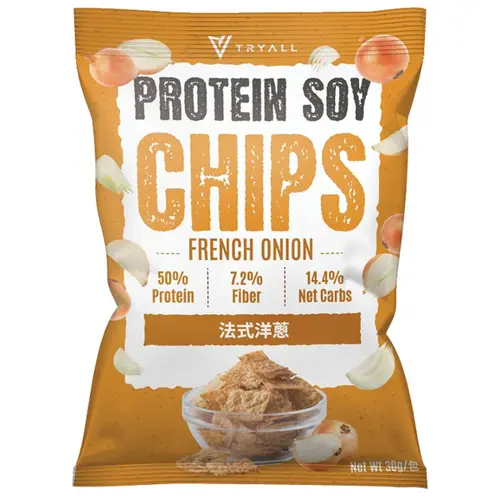 TRYALL
PROTEIN SOY
CHIPS
FRENCH ONION
50% 7.2% 14.4%
Protein Fiber Net Carbs
法式洋蔥
Net Wt 30g/包